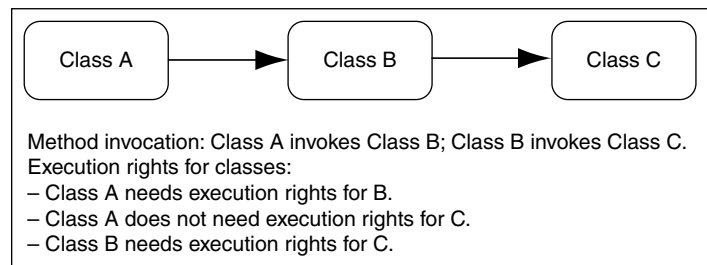 Class A
Class B
Class C
Method invocation: Class A invokes Class B; Class B invokes Class C.
Execution rights for classes:
– Class A needs execution rights for B.
– Class A does not need execution rights for C.
– Class B needs execution rights for C.